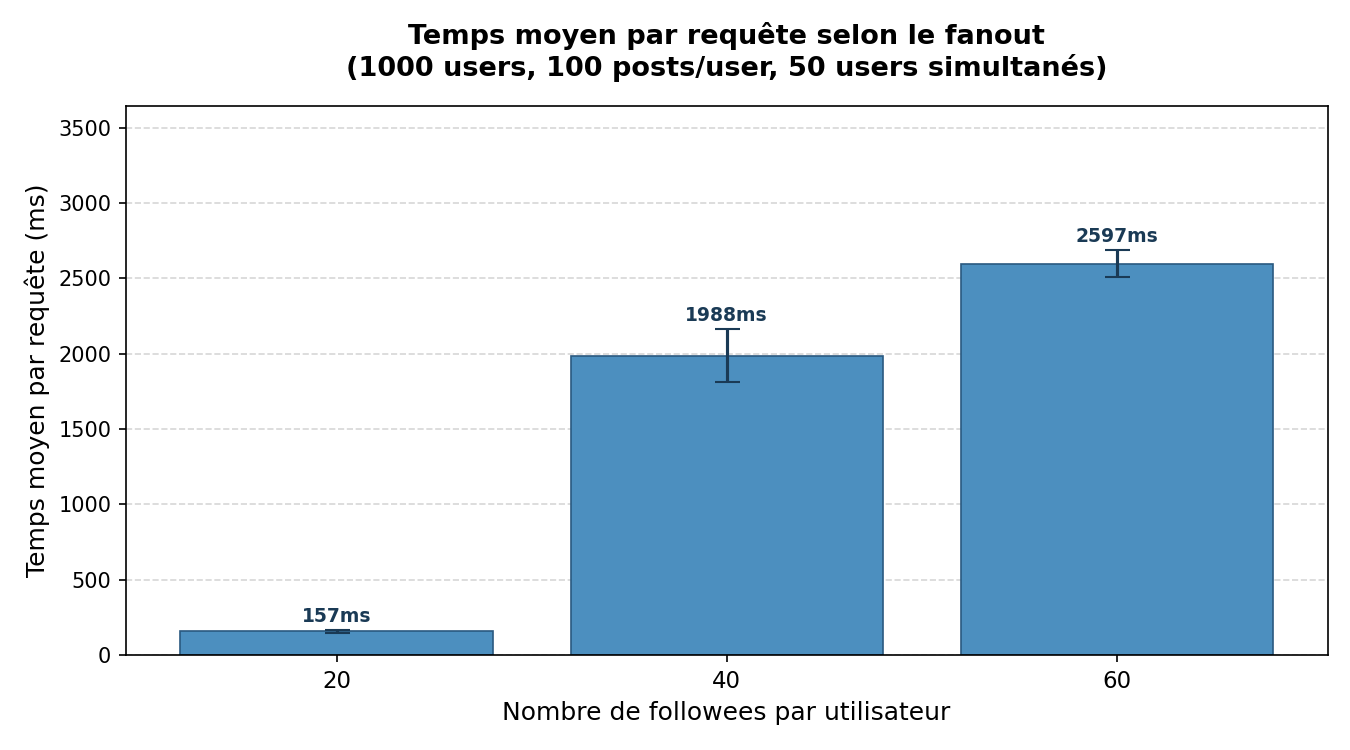 Temps moyen par requête selon le fanout
(1000 users, 100 posts/user, 50 users simultanés)
Temps moyen par requête (ms)
3500
3000
2500
2000
1500
1000
500
0
157ms
1988ms
2597ms
20
40
60
Nombre de followees par utilisateur